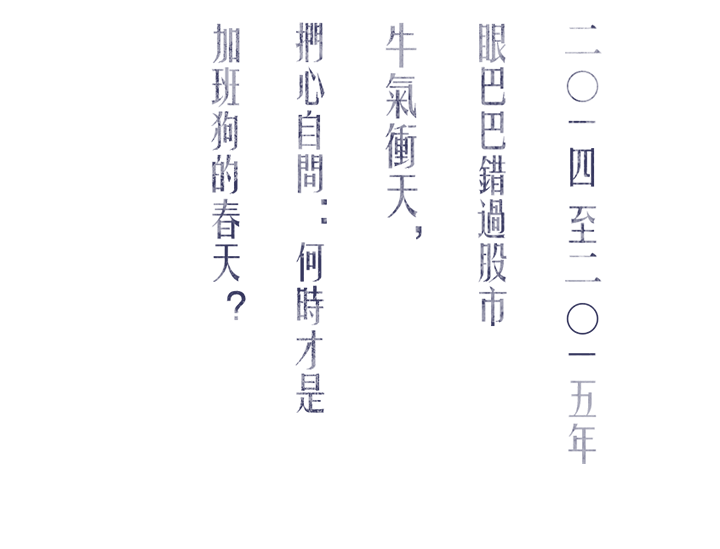 二〇一四至二〇一五年
眼巴巴錯過股市
牛氣衝天，
捫心自問：何時才是
加班狗的春天？